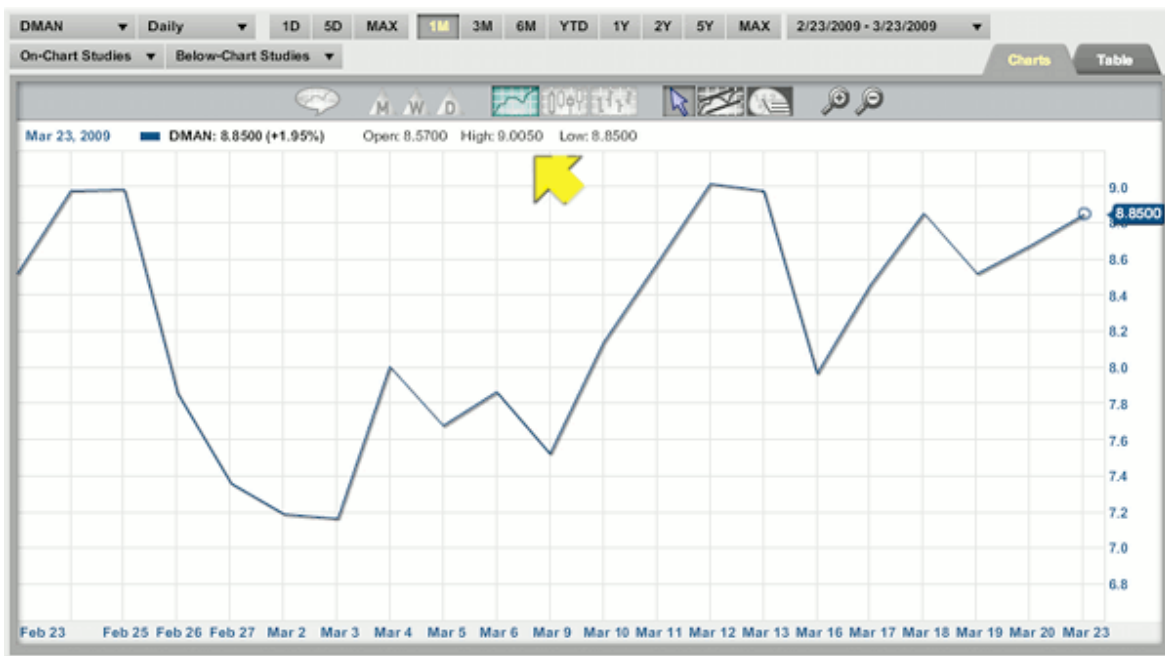 DMAN Daily 1D 5D MAX 1M 3M 6M YTD 1Y 2Y 5Y MAX 2/23/2009 - 3/23/2009
On-Chart Studies Below-Chart Studies Charts Table
M W D
Mar 23, 2009 DMAN: 8.8500 (+1.95%) Open: 8.5700 High: 9.0050 Low: 8.8500
9.0
8.8500
8.6
8.4
8.2
8.0
7.8
7.6
7.4
7.2
7.0
6.8
Feb 23 Feb 25 Feb 26 Feb 27 Mar 2 Mar 3 Mar 4 Mar 5 Mar 6 Mar 9 Mar 10 Mar 11 Mar 12 Mar 13 Mar 16 Mar 17 Mar 18 Mar 19 Mar 20 Mar 23